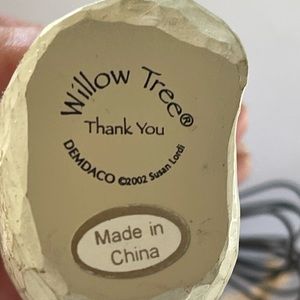 Willow Tree®
Thank You
DEMDACO ©2002 Susan Lordi
Made in
China